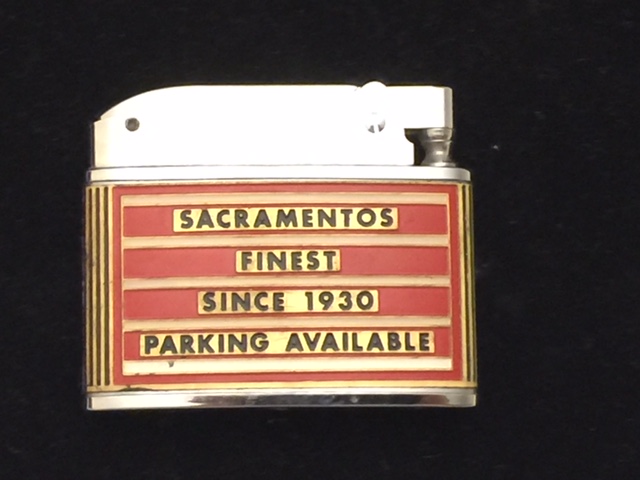 SACRAMENTOS
FINEST
SINCE 1930
PARKING AVAILABLE